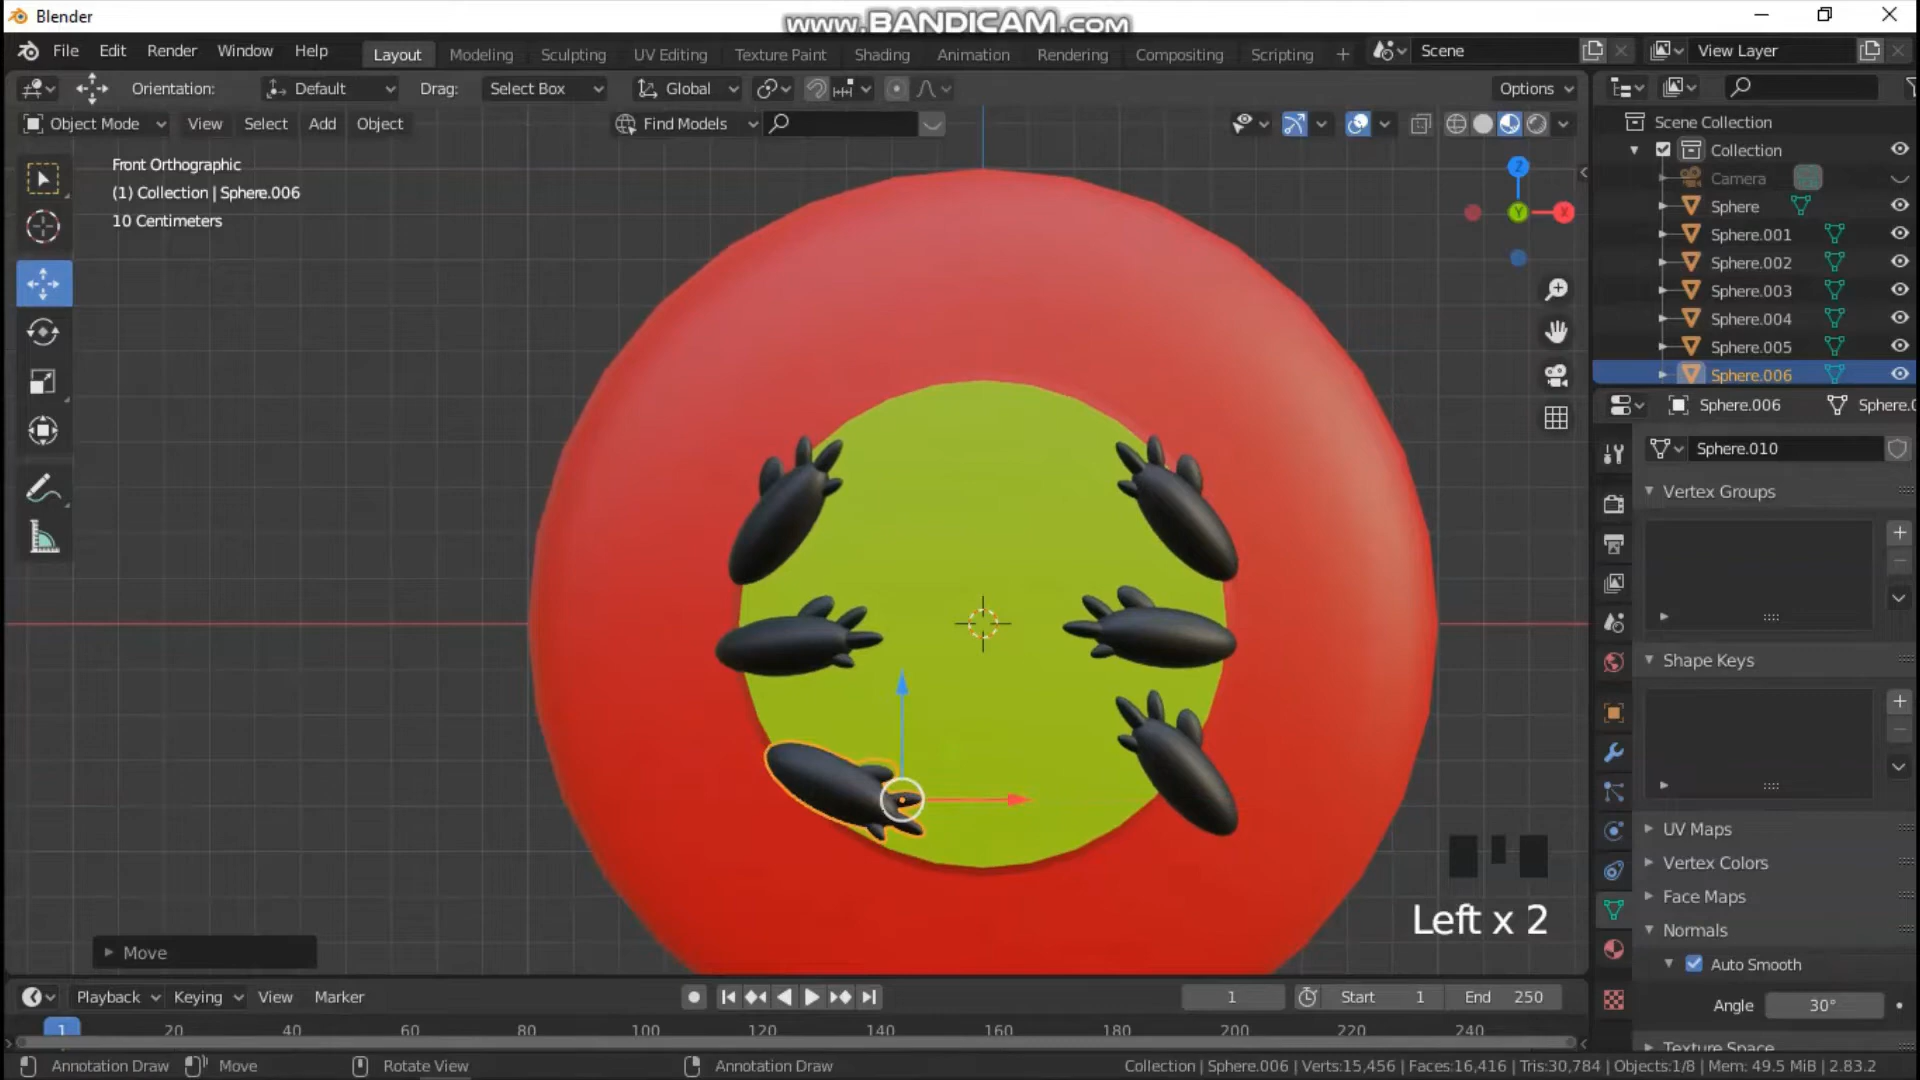 Blender
www.BANDICAM.com
File Edit Render Window Help
Layout Modeling Sculpting UV Editing Texture Paint Shading Animation Rendering Compositing Scripting +
Scene
View Layer
Orientation: Default Drag: Select Box Global Options
Object Mode View Select Add Object Find Models
Front Orthographic
(1) Collection | Sphere.006
10 Centimeters
Z
Y
X
Scene Collection
Collection
Camera
Sphere
Sphere.001
Sphere.002
Sphere.003
Sphere.004
Sphere.005
Sphere.006
Sphere.006
Sphere.010
Vertex Groups
Shape Keys
UV Maps
Vertex Colors
Face Maps
Normals
Auto Smooth
Angle 30°
Left x 2
Move
Playback Keying View Marker 1 Start 1 End 250
1 20 40 60 80 100 120 140 160 180 200 220 240
Annotation Draw Move Rotate View Annotation Draw
Collection | Sphere.006 | Verts:15,456 | Faces:16,416 | Tris:30,784 | Objects:1/8 | Mem: 49.5 MiB | 2.83.2